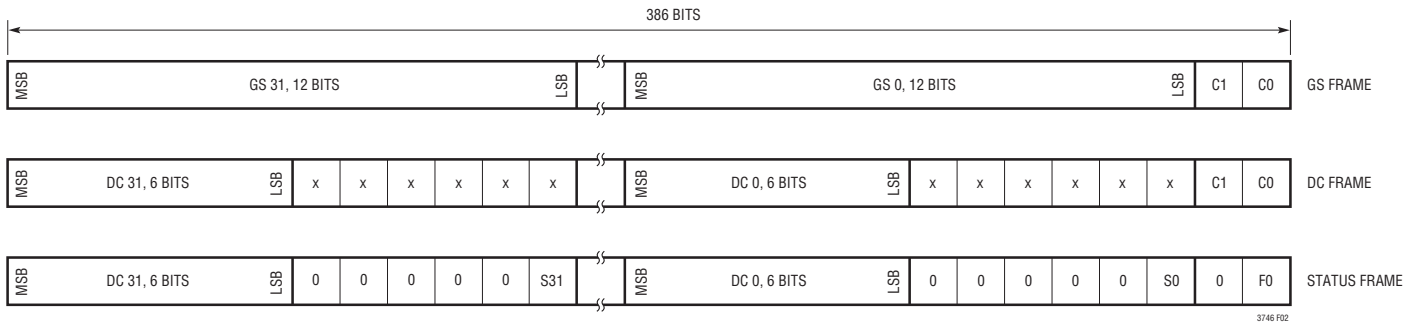 386 BITS
MSB GS 31, 12 BITS LSB MSB GS 0, 12 BITS LSB C1 C0 GS FRAME
MSB DC 31, 6 BITS LSB x x x x x x MSB DC 0, 6 BITS LSB x x x x x x C1 C0 DC FRAME
MSB DC 31, 6 BITS LSB 0 0 0 0 0 S31 MSB DC 0, 6 BITS LSB 0 0 0 0 0 S0 0 F0 STATUS FRAME
3746 F02